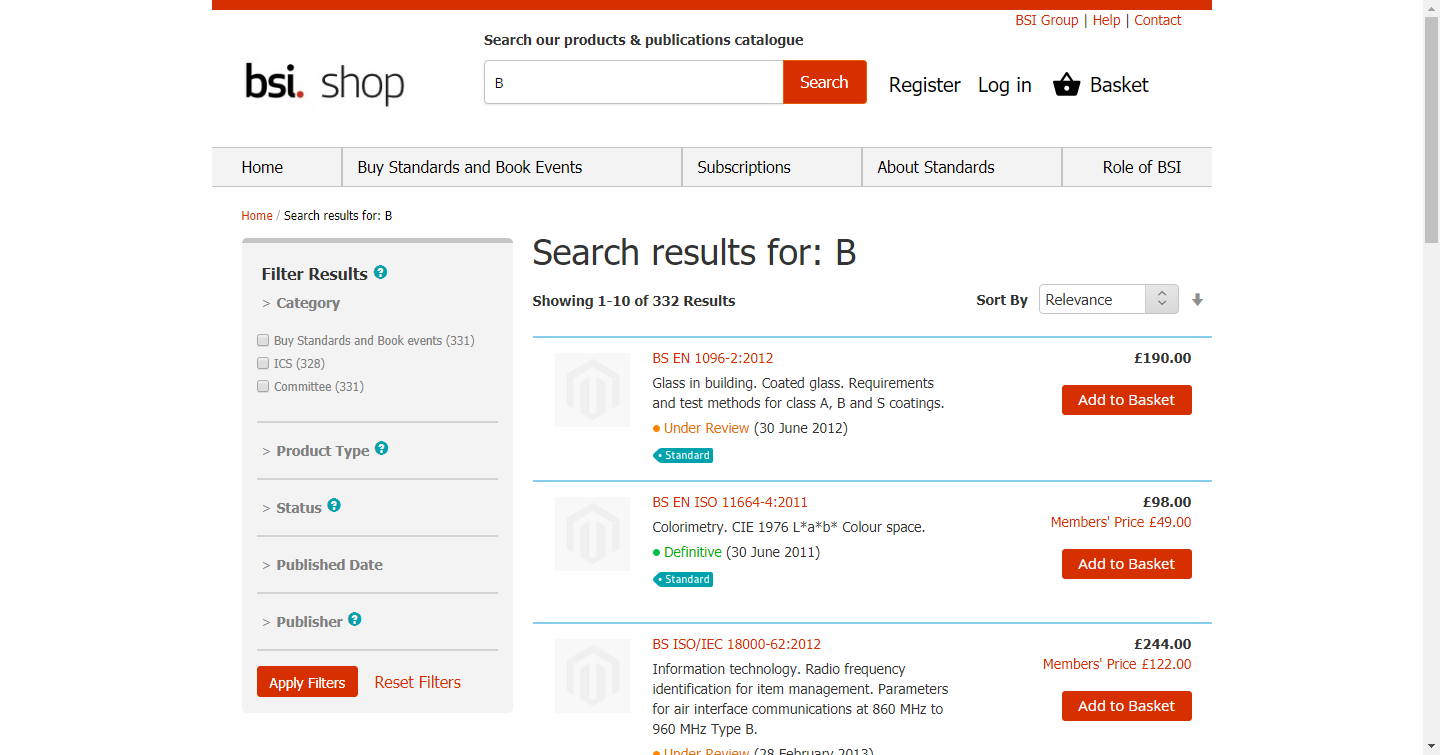 BSI Group | Help | Contact
Search our products & publications catalogue
bsi. shop
B
Search
Register
Log in
Basket
Home
Buy Standards and Book Events
Subscriptions
About Standards
Role of BSI
Home / Search results for: B
Filter Results ?
> Category
Buy Standards and Book events (331)
ICS (328)
Committee (331)
> Product Type ?
> Status ?
> Published Date
> Publisher ?
Apply Filters
Reset Filters
Search results for: B
Showing 1-10 of 332 Results
Sort By
Relevance
BS EN 1096-2:2012
£190.00
Glass in building. Coated glass. Requirements
and test methods for class A, B and S coatings.
Add to Basket
Under Review (30 June 2012)
Standard
BS EN ISO 11664-4:2011
£98.00
Members' Price £49.00
Colorimetry. CIE 1976 L*a*b* Colour space.
Definitive (30 June 2011)
Add to Basket
Standard
BS ISO/IEC 18000-62:2012
£244.00
Members' Price £122.00
Information technology. Radio frequency
identification for item management. Parameters
for air interface communications at 860 MHz to
960 MHz Type B.
Add to Basket
Under Review (28 February 2013)